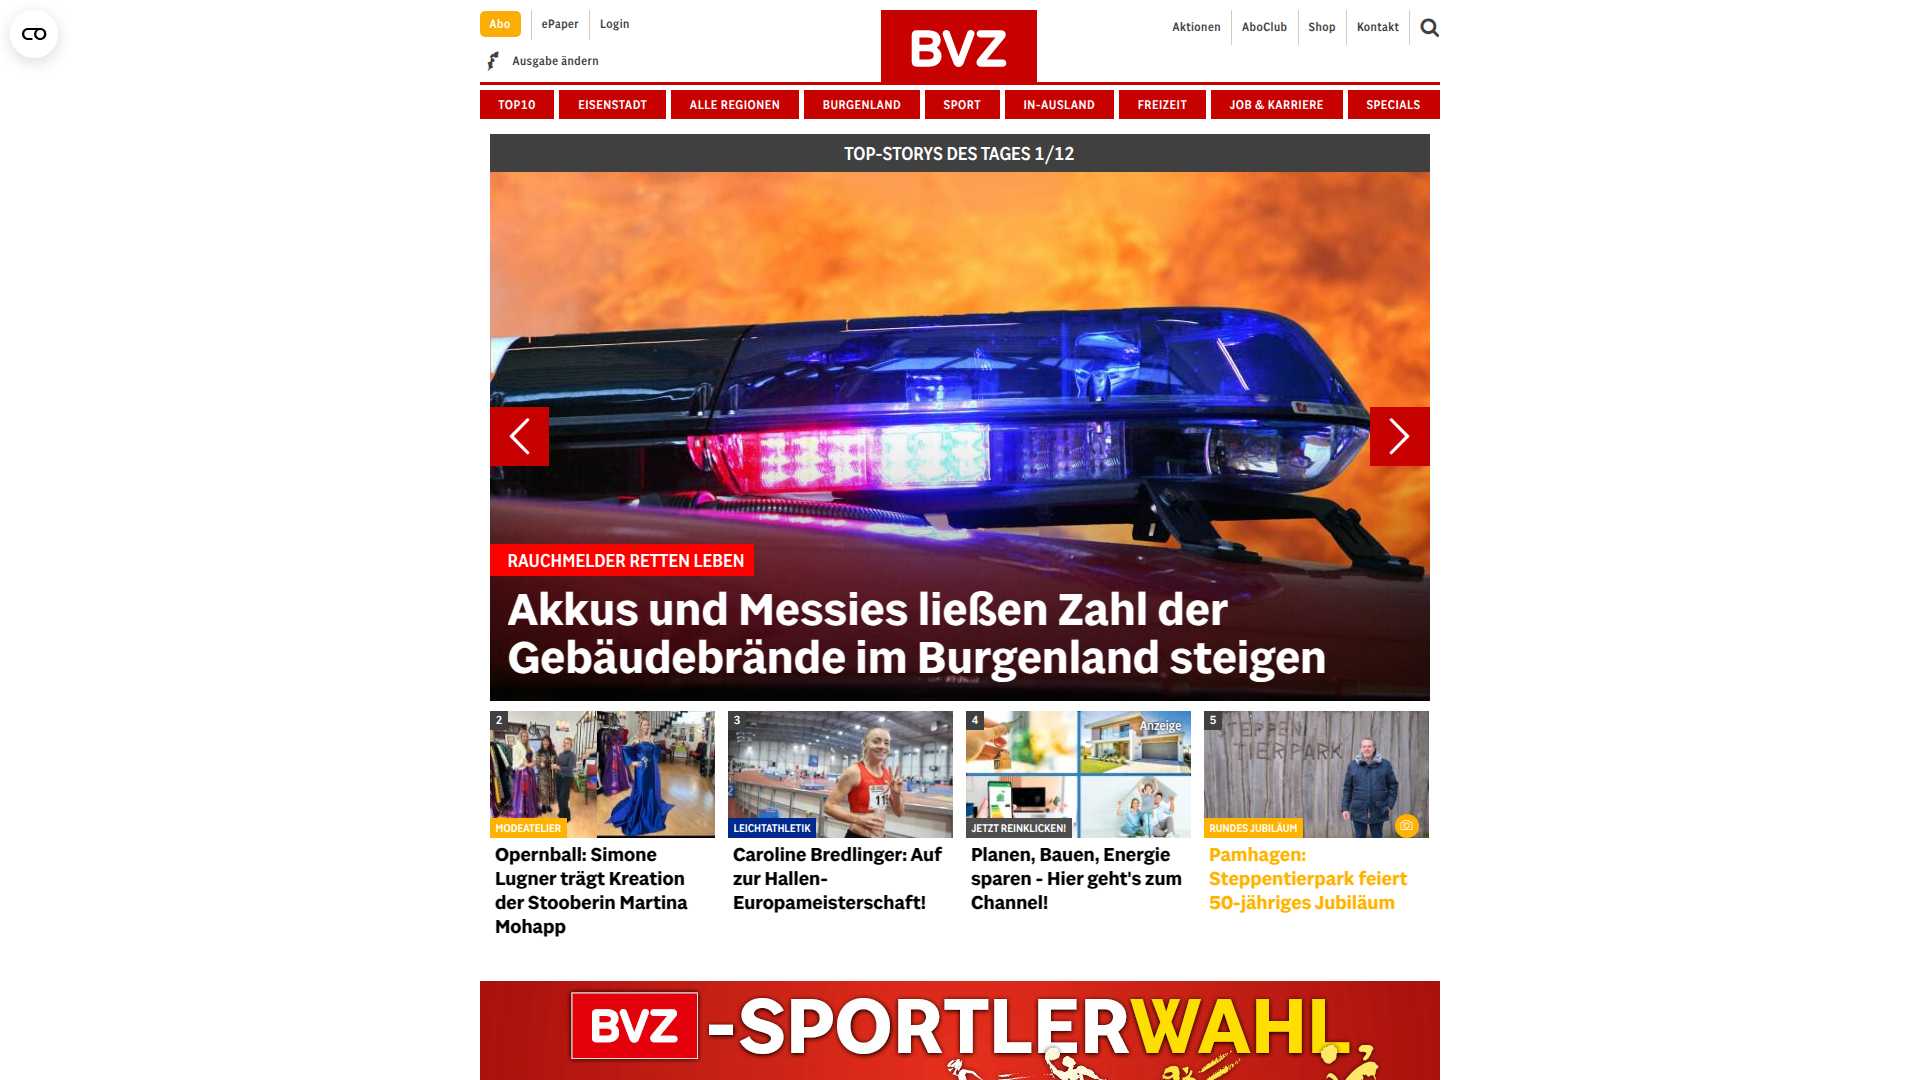 Abo
ePaper
Login
Ausgabe ändern
BVZ
Aktionen
AboClub
Shop
Kontakt
TOP10
EISENSTADT
ALLE REGIONEN
BURGENLAND
SPORT
IN-AUSLAND
FREIZEIT
JOB & KARRIERE
SPECIALS
TOP-STORYS DES TAGES 1/12
RAUCHMELDER RETTEN LEBEN
Akkus und Messies ließen Zahl der
Gebäudebrände im Burgenland steigen
2
MODEATELIER
Opernball: Simone
Lugner trägt Kreation
der Stooberin Martina
Mohapp
3
LEICHTATHLETIK
Caroline Bredlinger: Auf
zur Hallen-
Europameisterschaft!
4
Anzeige
JETZT REINKLICKEN!
Planen, Bauen, Energie
sparen - Hier geht's zum
Channel!
5
STEPPEN
TIERPARK
RUNDES JUBILÄUM
Pamhagen:
Steppentierpark feiert
50-jähriges Jubiläum
BVZ-SPORTLERWAHL